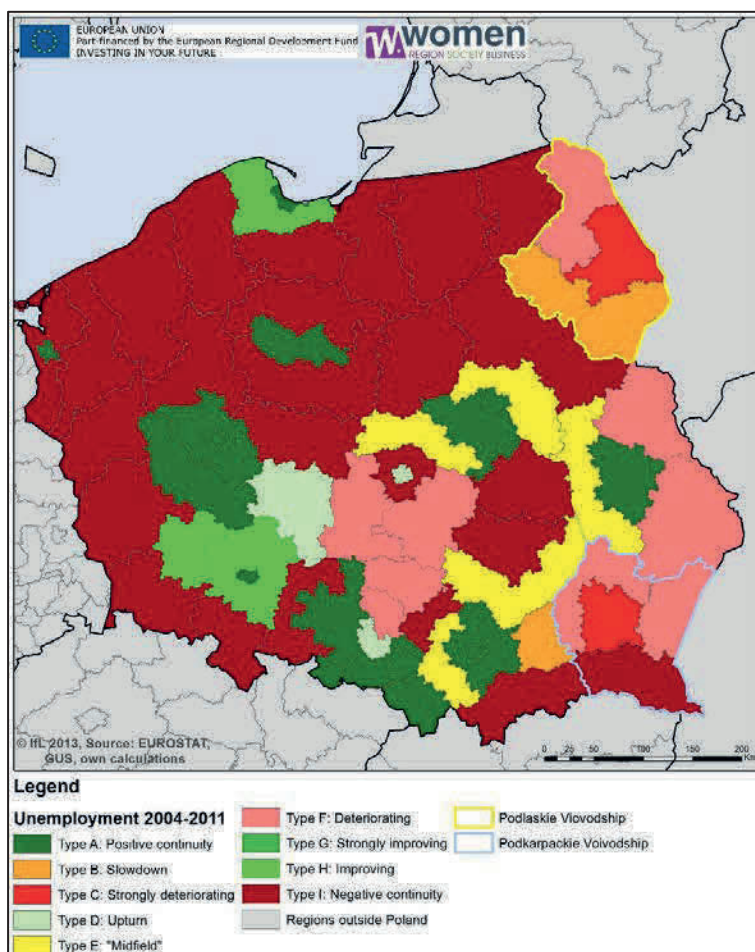 EUROPEAN UNION
Part-financed by the European Regional Development Fund
INVESTING IN YOUR FUTURE
W.women
REGION SOCIETY BUSINESS
© IfL 2013, Source: EUROSTAT,
GUS, own calculations
0 25 50 100 150 200
Km
Legend
Unemployment 2004-2011
Type A: Positive continuity
Type B: Slowdown
Type C: Strongly deteriorating
Type D: Upturn
Type E: "Midfield"
Type F: Deteriorating
Type G: Strongly improving
Type H: Improving
Type I: Negative continuity
Regions outside Poland
Podlaskie Viovodship
Podkarpackie Voivodship